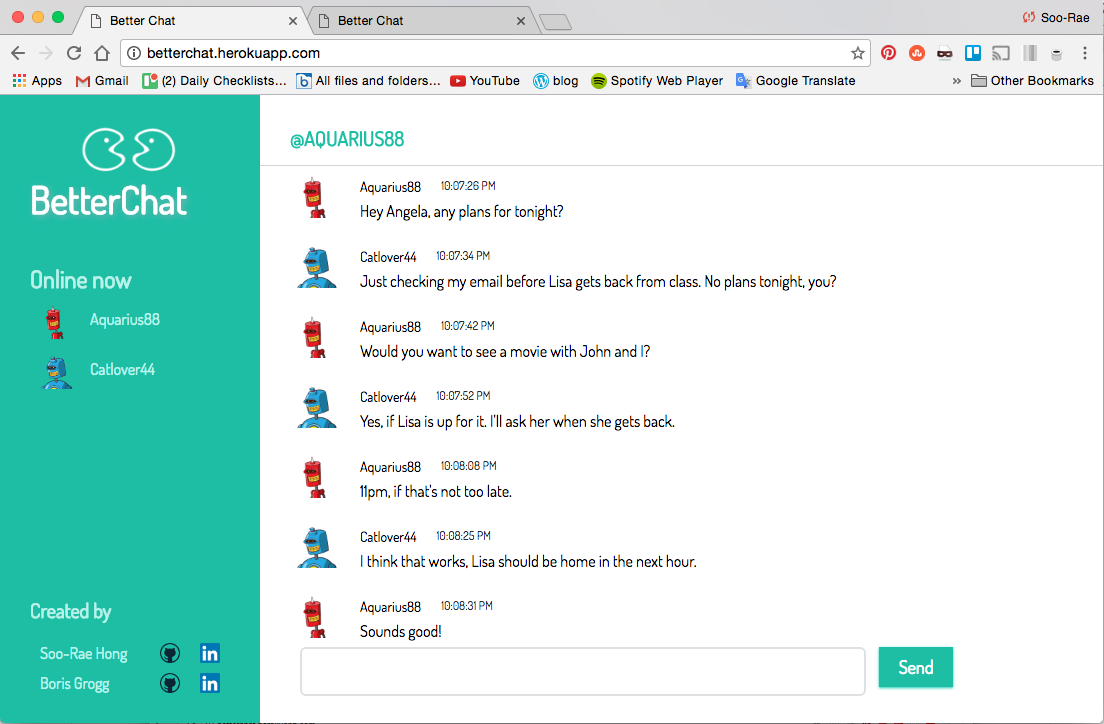 Better Chat
Better Chat
Soo-Rae
betterchat.herokuapp.com
Apps
Gmail
(2) Daily Checklists...
All files and folders...
YouTube
blog
Spotify Web Player
Google Translate
»
Other Bookmarks
BetterChat
Online now
Aquarius88
Catlover44
Created by
Soo-Rae Hong
in
Boris Grogg
in
@AQUARIUS88
Aquarius88 10:07:26 PM
Hey Angela, any plans for tonight?
Catlover44 10:07:34 PM
Just checking my email before Lisa gets back from class. No plans tonight, you?
Aquarius88 10:07:42 PM
Would you want to see a movie with John and I?
Catlover44 10:07:52 PM
Yes, if Lisa is up for it. I'll ask her when she gets back.
Aquarius88 10:08:08 PM
11pm, if that's not too late.
Catlover44 10:08:25 PM
I think that works, Lisa should be home in the next hour.
Aquarius88 10:08:31 PM
Sounds good!
Send